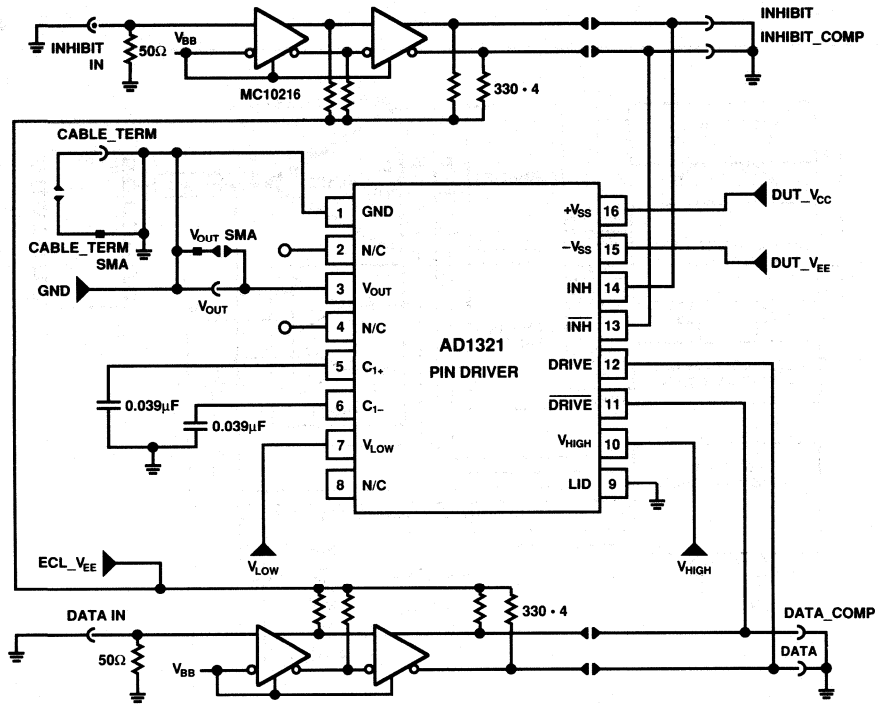 INHIBIT
INHIBIT_COMP
INHIBIT
IN
50Ω
VBB
MC10216
330 • 4
CABLE_TERM
CABLE_TERM
SMA
VOUT SMA
GND
VOUT
1 GND
2 N/C
3 VOUT
4 N/C
5 C1+
6 C1–
7 VLOW
8 N/C
AD1321
PIN DRIVER
+VSS 16
–VSS 15
INH 14
INH 13
DRIVE 12
DRIVE 11
VHIGH 10
LID 9
DUT_VCC
DUT_VEE
0.039µF
0.039µF
VLOW
VHIGH
ECL_VEE
DATA IN
50Ω
VBB
330 • 4
DATA_COMP
DATA